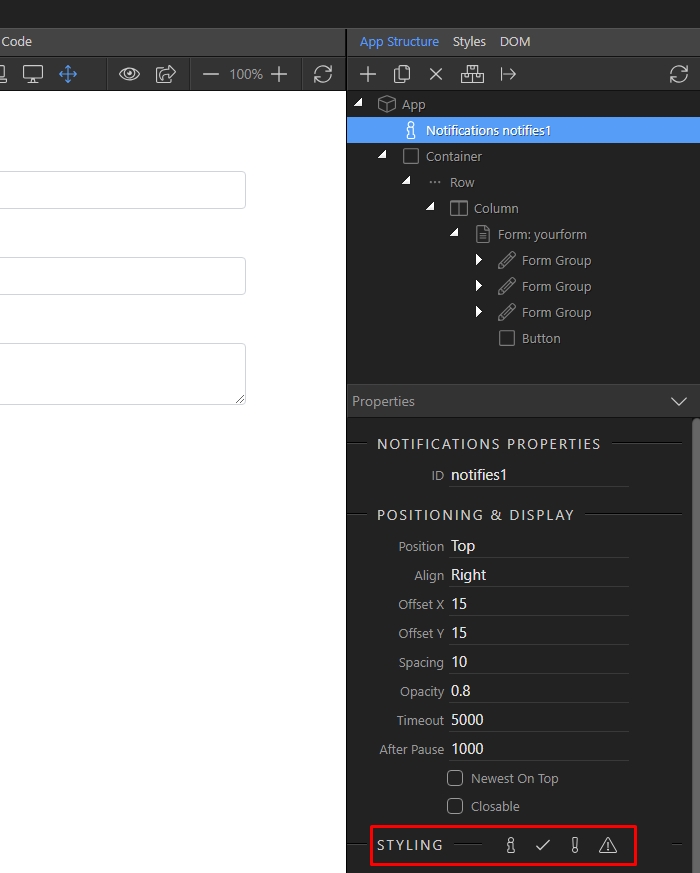 Code
App Structure Styles DOM
100%
App
Notifications notifies1
Container
Row
Column
Form: yourform
Form Group
Form Group
Form Group
Button
Properties
NOTIFICATIONS PROPERTIES
ID notifies1
POSITIONING & DISPLAY
Position Top
Align Right
Offset X 15
Offset Y 15
Spacing 10
Opacity 0.8
Timeout 5000
After Pause 1000
Newest On Top
Closable
STYLING